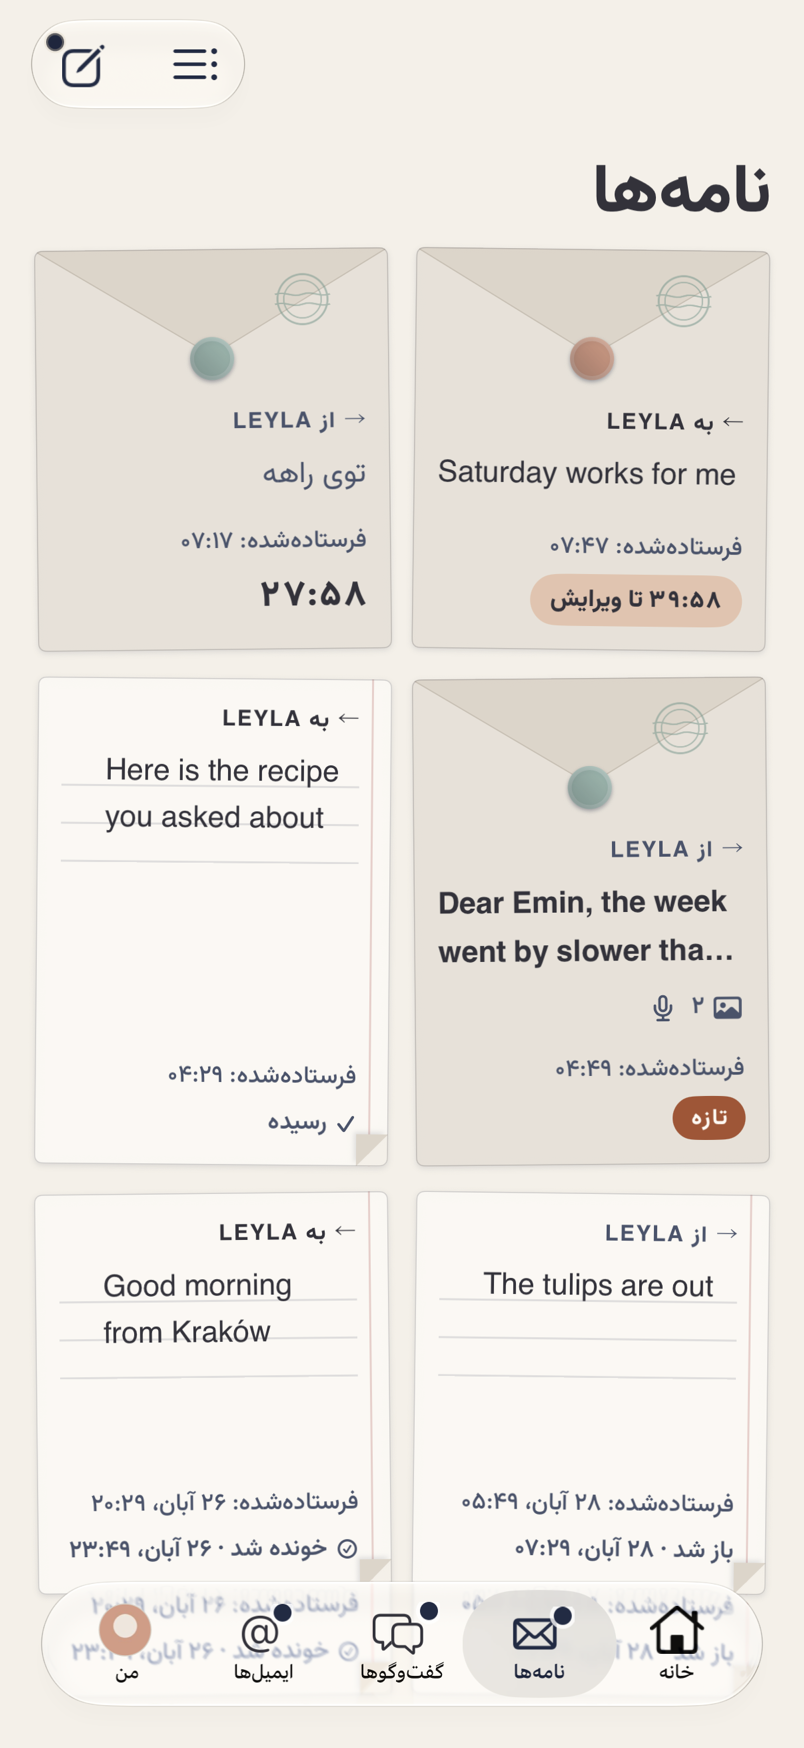 نامه‌ها
← به LEYLA
Saturday works for me
فرستاده‌شده: ۰۷:۴۷
۳۹:۵۸ تا ویرایش
→ از LEYLA
توی راهه
فرستاده‌شده: ۰۷:۱۷
۲۷:۵۸
→ از LEYLA
Dear Emin, the week
went by slower tha…
۲
فرستاده‌شده: ۰۴:۴۹
تازه
← به LEYLA
Here is the recipe
you asked about
فرستاده‌شده: ۰۴:۲۹
رسیده
→ از LEYLA
The tulips are out
فرستاده‌شده: ۲۸ آبان، ۰۵:۴۹
باز شد · ۲۸ آبان، ۰۷:۲۹
← به LEYLA
Good morning
from Kraków
فرستاده‌شده: ۲۶ آبان، ۲۰:۲۹
خونده شد · ۲۶ آبان، ۲۳:۴۹
خانه
نامه‌ها
گفت‌وگوها
ایمیل‌ها
من